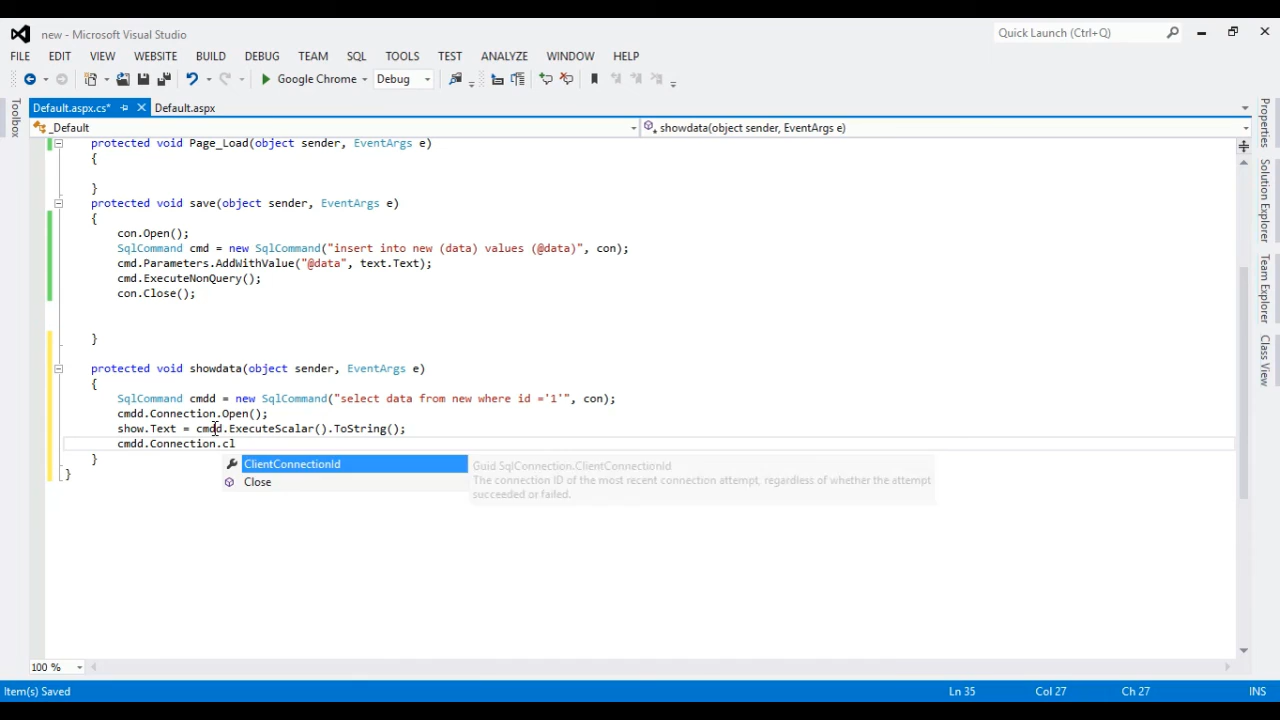 new - Microsoft Visual Studio
Quick Launch (Ctrl+Q)
FILE EDIT VIEW WEBSITE BUILD DEBUG TEAM SQL TOOLS TEST ANALYZE WINDOW HELP
Google Chrome Debug
Default.aspx.cs* Default.aspx
_Default showdata(object sender, EventArgs e)
Toolbox
Properties
Solution Explorer
Team Explorer
Class View
protected void Page_Load(object sender, EventArgs e)
{
}
protected void save(object sender, EventArgs e)
{
con.Open();
SqlCommand cmd = new SqlCommand("insert into new (data) values (@data)", con);
cmd.Parameters.AddWithValue("@data", text.Text);
cmd.ExecuteNonQuery();
con.Close();
}
protected void showdata(object sender, EventArgs e)
{
SqlCommand cmdd = new SqlCommand("select data from new where id ='1'", con);
cmdd.Connection.Open();
show.Text = cmdd.ExecuteScalar().ToString();
cmdd.Connection.cl
}
}
ClientConnectionId
Close
Guid SqlConnection.ClientConnectionId
The connection ID of the most recent connection attempt, regardless of whether the attempt
succeeded or failed.
100 %
Item(s) Saved Ln 35 Col 27 Ch 27 INS